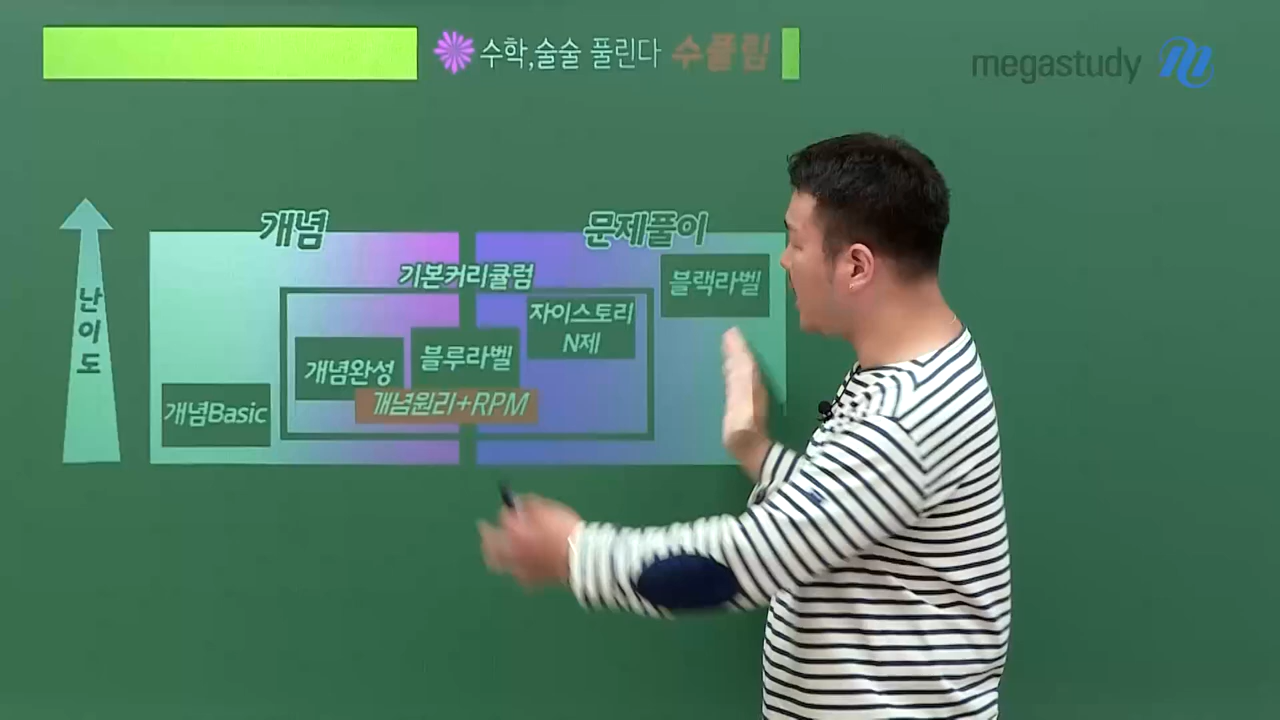 수학,술술 풀린다 수풀림
megastudy
난이도
개념
문제풀이
기본커리큘럼
블랙라벨
자이스토리
N제
블루라벨
개념완성
개념원리+RPM
개념Basic